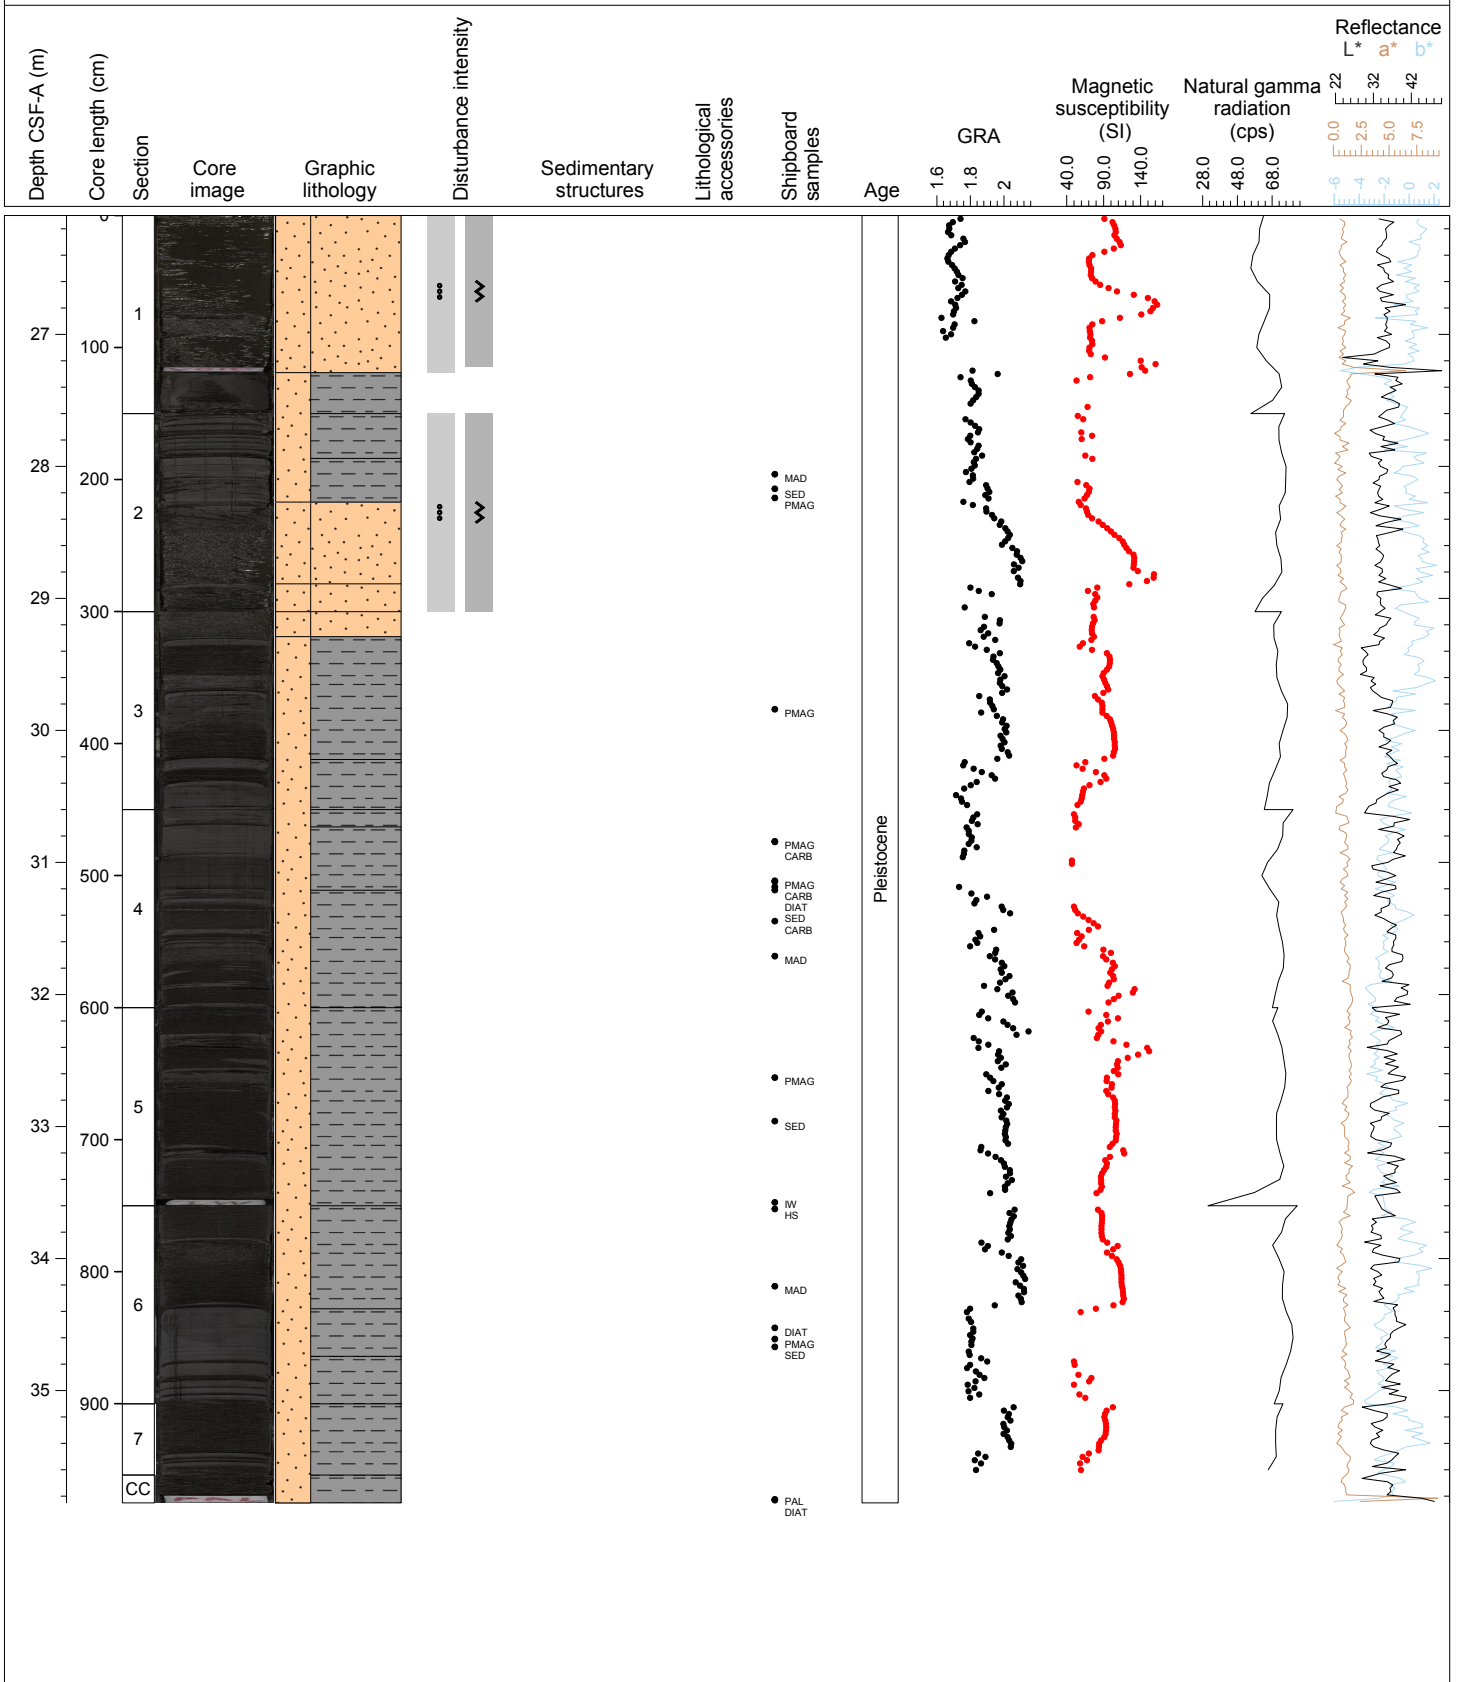 Depth CSF-A (m)
Core length (cm)
Section
Core
image
Graphic
lithology
Disturbance intensity
Sedimentary
structures
Lithological
accessories
Shipboard
samples
Age
GRA
1.6 1.8 2
Magnetic
susceptibility
(SI)
40.0 90.0 140.0
Natural gamma
radiation
(cps)
28.0 48.0 68.0
Reflectance
L* a* b*
22 32 42
0.0 2.5 5.0 7.5
-6 -4 -2 0 2
0
1
27
100
28
200
MAD
SED
PMAG
2
29
300
3
PMAG
30
400
PMAG
CARB
31
500
PMAG
CARB
DIAT
4
SED
CARB
MAD
32
600
PMAG
5
33
SED
700
IW
HS
34
800
MAD
6
DIAT
PMAG
SED
35
900
7
CC
PAL
DIAT
Pleistocene